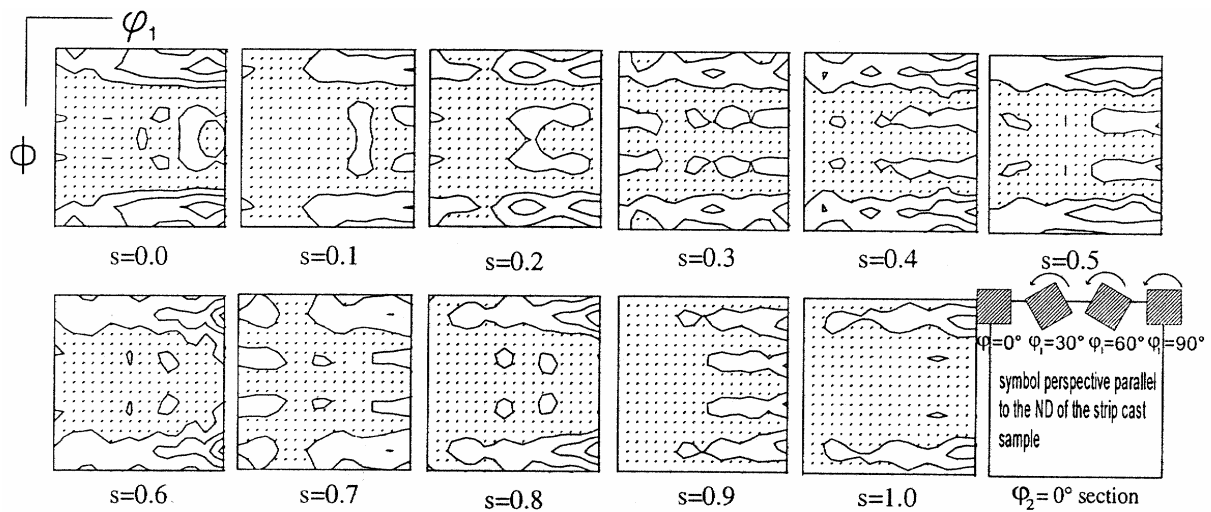 φ₁
Φ
s=0.0 s=0.1 s=0.2 s=0.3 s=0.4 s=0.5
φ₁=0° φ₁=30° φ₁=60° φ₁=90°
symbol perspective parallel
to the ND of the strip cast
sample
s=0.6 s=0.7 s=0.8 s=0.9 s=1.0 φ₂= 0° section